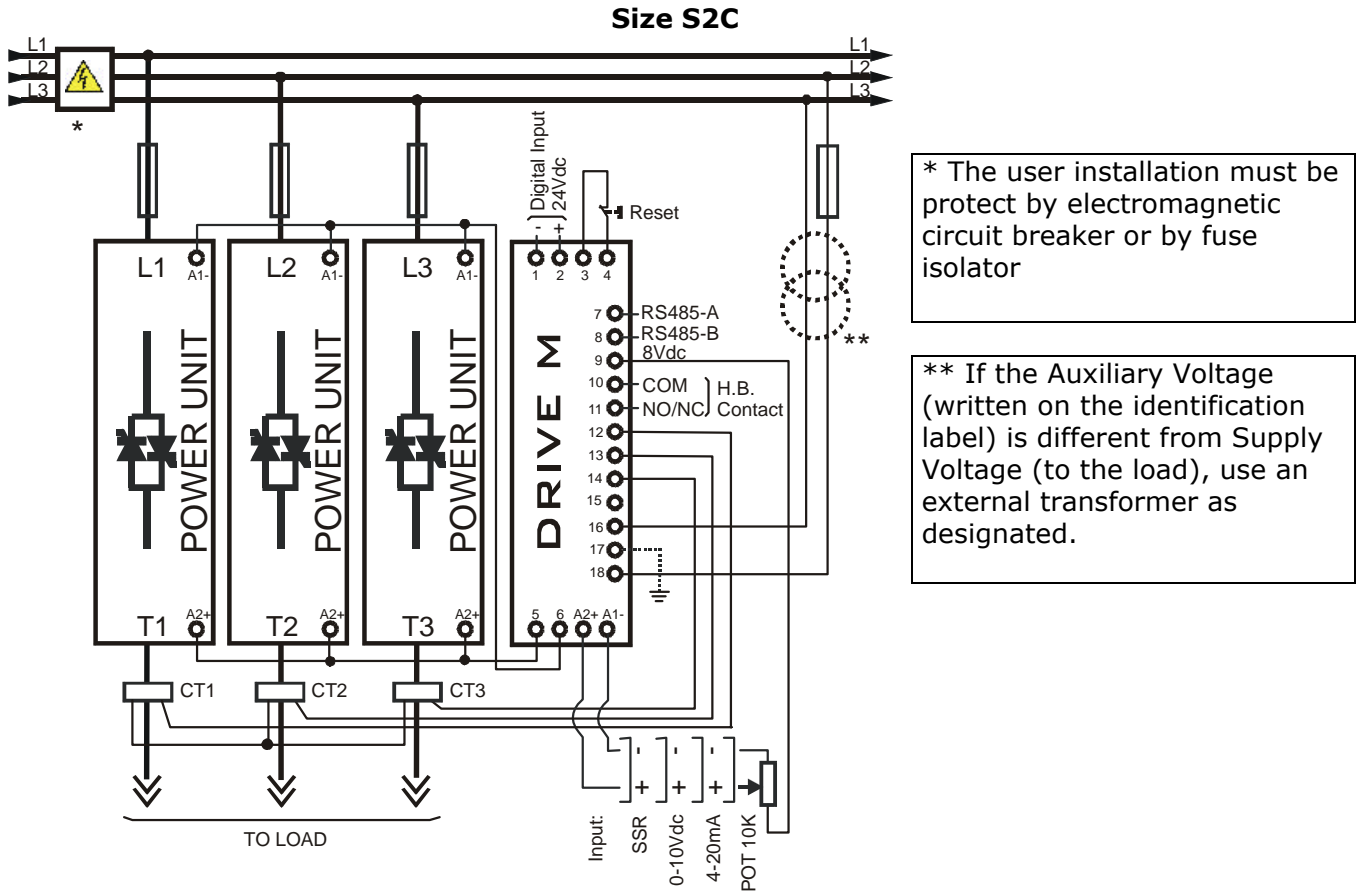 Size S2C
L1
L2
L3
L1
L2
L3
*
Digital Input
24Vdc
- +
Reset
1 2 3 4
L1 A1-
L2 A1-
L3 A1-
POWER UNIT
POWER UNIT
POWER UNIT
T1 A2+
T2 A2+
T3 A2+
DRIVE M
7 RS485-A
8 RS485-B
9 8Vdc
10 COM
11 NO/NC
H.B.
Contact
12
13
14
15
16
17
18
5 6 A2+ A1-
**
CT1
CT2
CT3
TO LOAD
Input:
SSR
- +
0-10Vdc
- +
4-20mA
- +
POT 10K
* The user installation must be
protect by electromagnetic
circuit breaker or by fuse
isolator
** If the Auxiliary Voltage
(written on the identification
label) is different from Supply
Voltage (to the load), use an
external transformer as
designated.